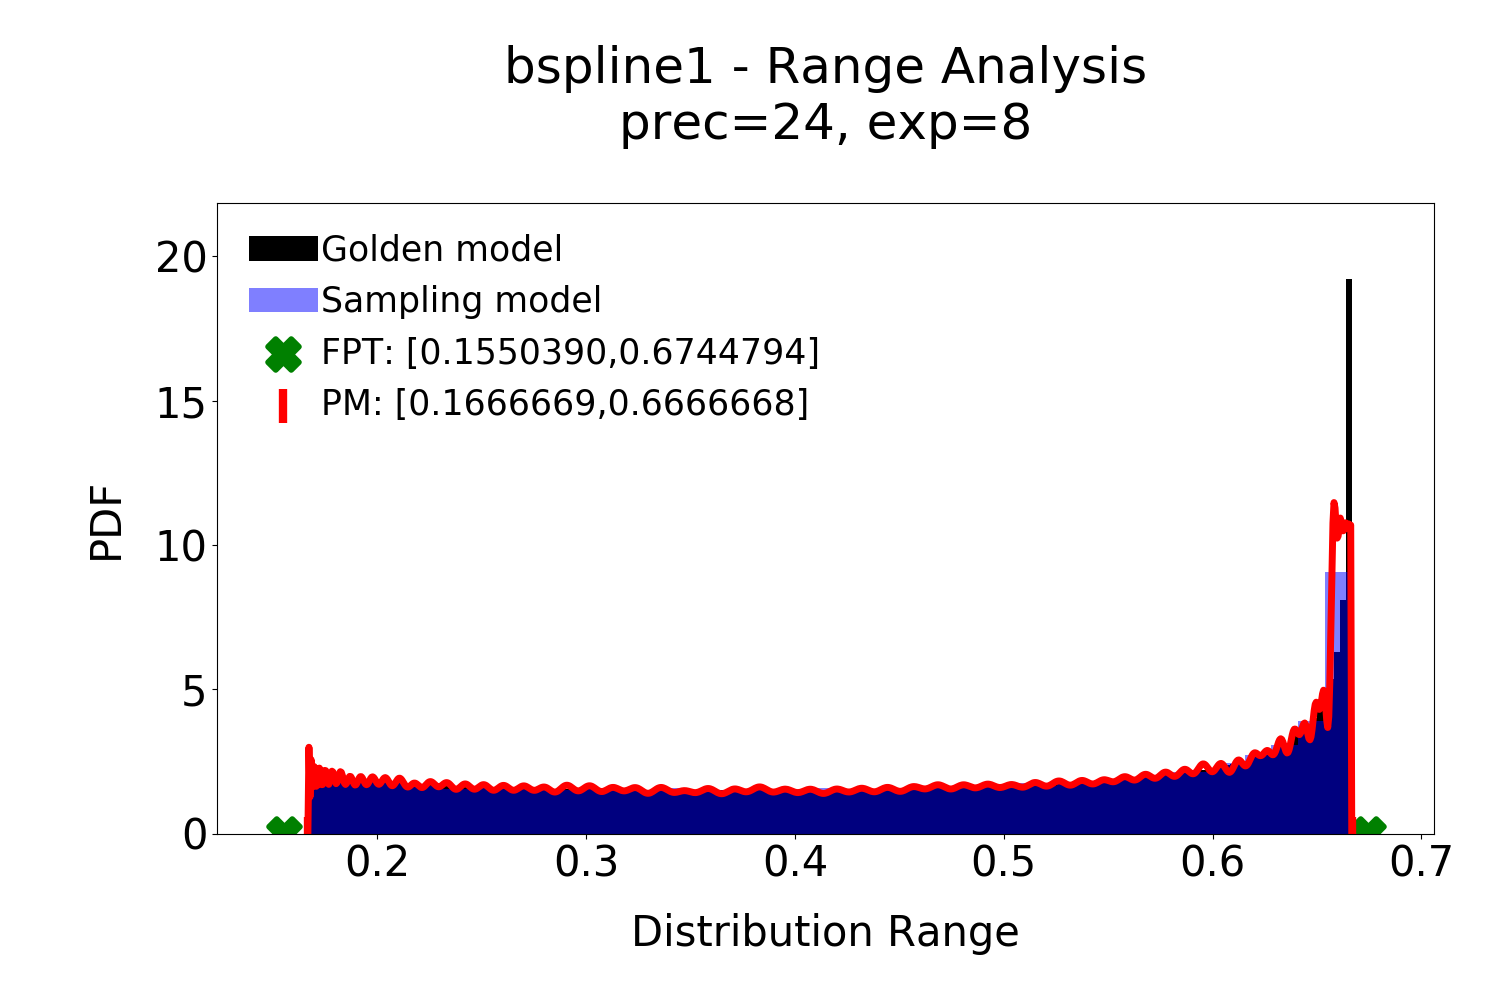 bspline1 - Range Analysis
prec=24, exp=8
Golden model
Sampling model
FPT: [0.1550390,0.6744794]
PM: [0.1666669,0.6666668]
PDF
20
15
10
5
0
0.2
0.3
0.4
0.5
0.6
0.7
Distribution Range